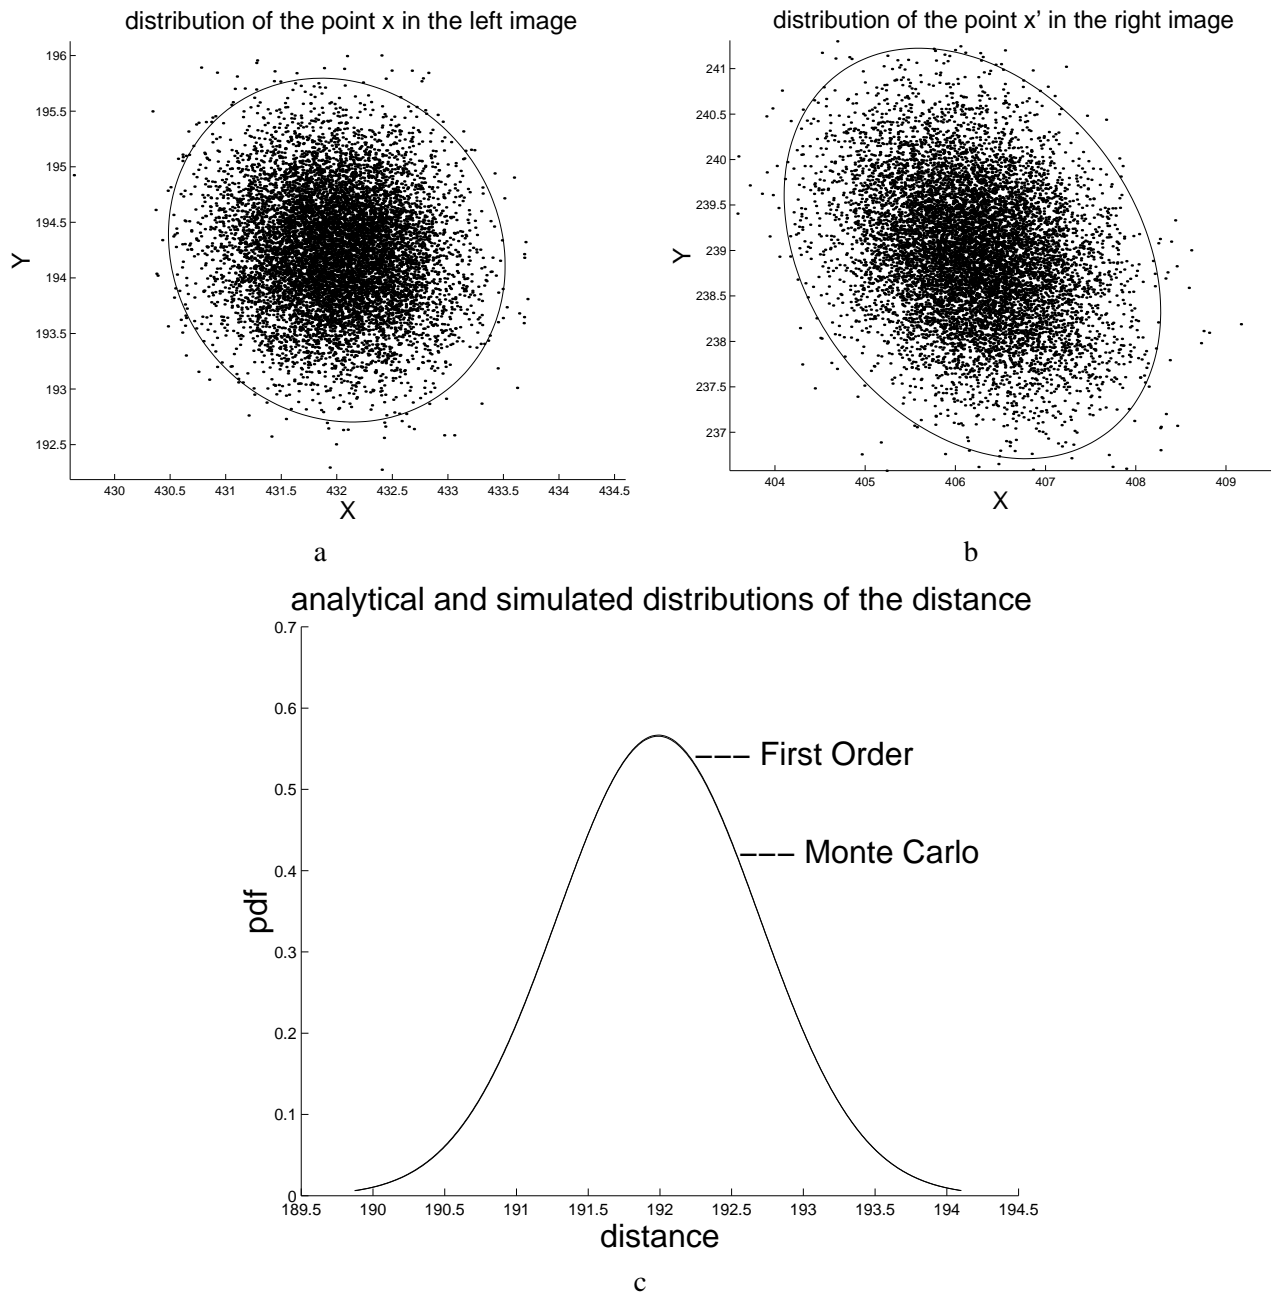 distribution of the point x in the left image
196
195.5
195
194.5
194
193.5
193
192.5
Y
430 430.5 431 431.5 432 432.5 433 433.5 434 434.5
X
a
distribution of the point x' in the right image
241
240.5
240
239.5
239
238.5
238
237.5
237
Y
404 405 406 407 408 409
X
b
analytical and simulated distributions of the distance
0.7
0.6
0.5
0.4
0.3
0.2
0.1
0
pdf
First Order
Monte Carlo
189.5 190 190.5 191 191.5 192 192.5 193 193.5 194 194.5
distance
c